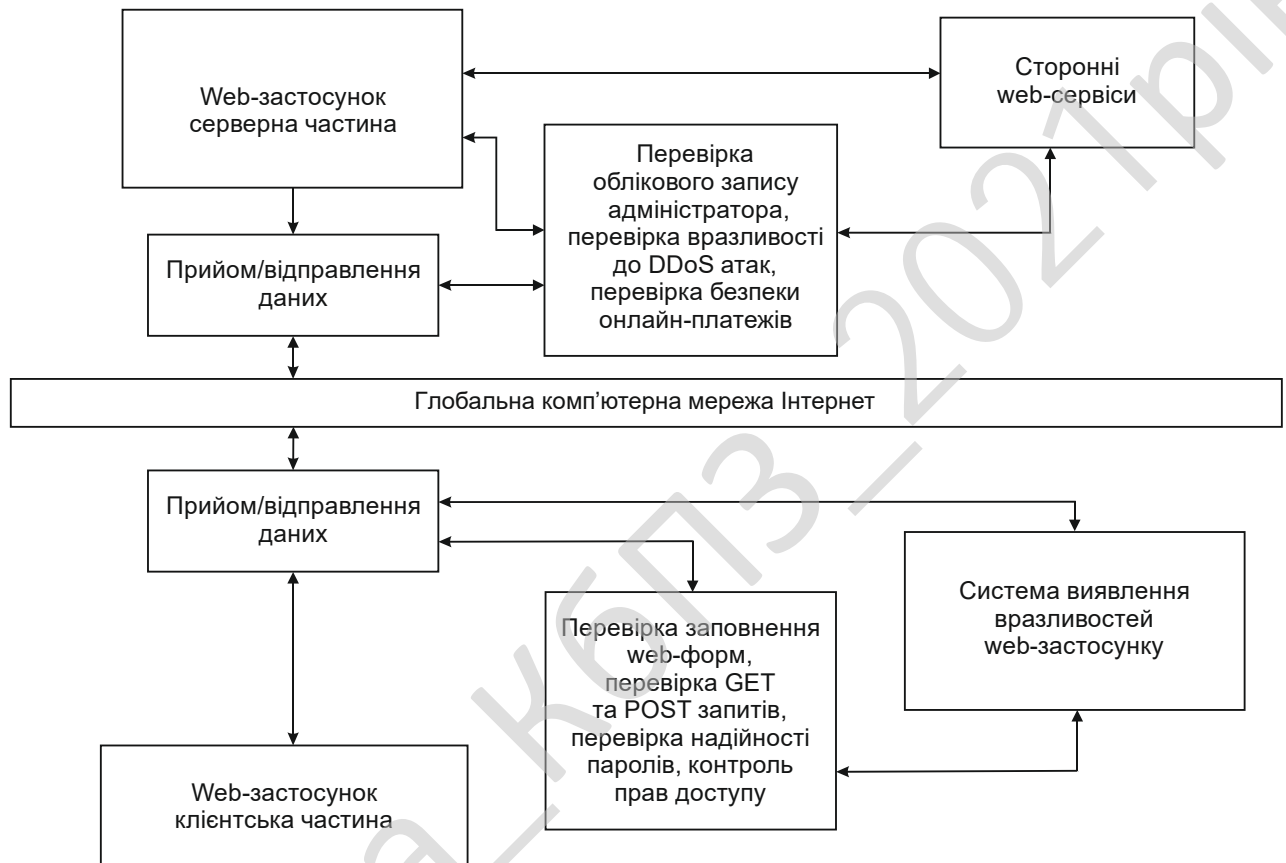 Web-застосунок
серверна частина
Сторонні
web-сервіси
Перевірка
облікового запису
адміністратора,
перевірка вразливості
до DDoS атак,
перевірка безпеки
онлайн-платежів
Прийом/відправлення
даних
Глобальна комп’ютерна мережа Інтернет
Прийом/відправлення
даних
Система виявлення
вразливостей
web-застосунку
Перевірка заповнення
web-форм,
перевірка GET
та POST запитів,
перевірка надійності
паролів, контроль
прав доступу
Web-застосунок
клієнтська частина
а_КбПЗ_2021рік